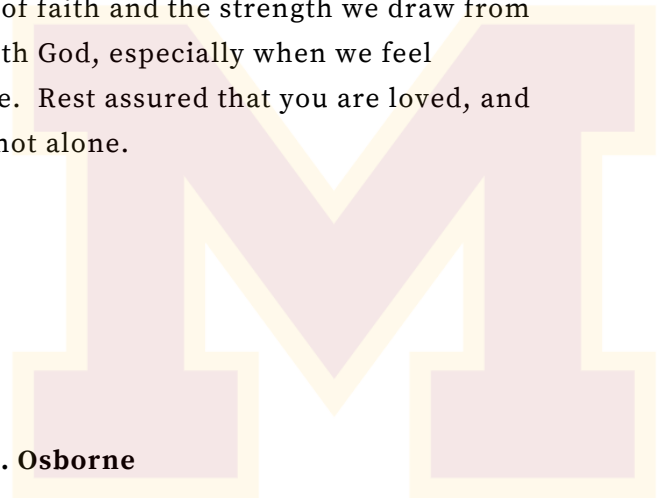 of faith and the strength we draw from
th God, especially when we feel
e. Rest assured that you are loved, and
not alone.
M
. Osborne